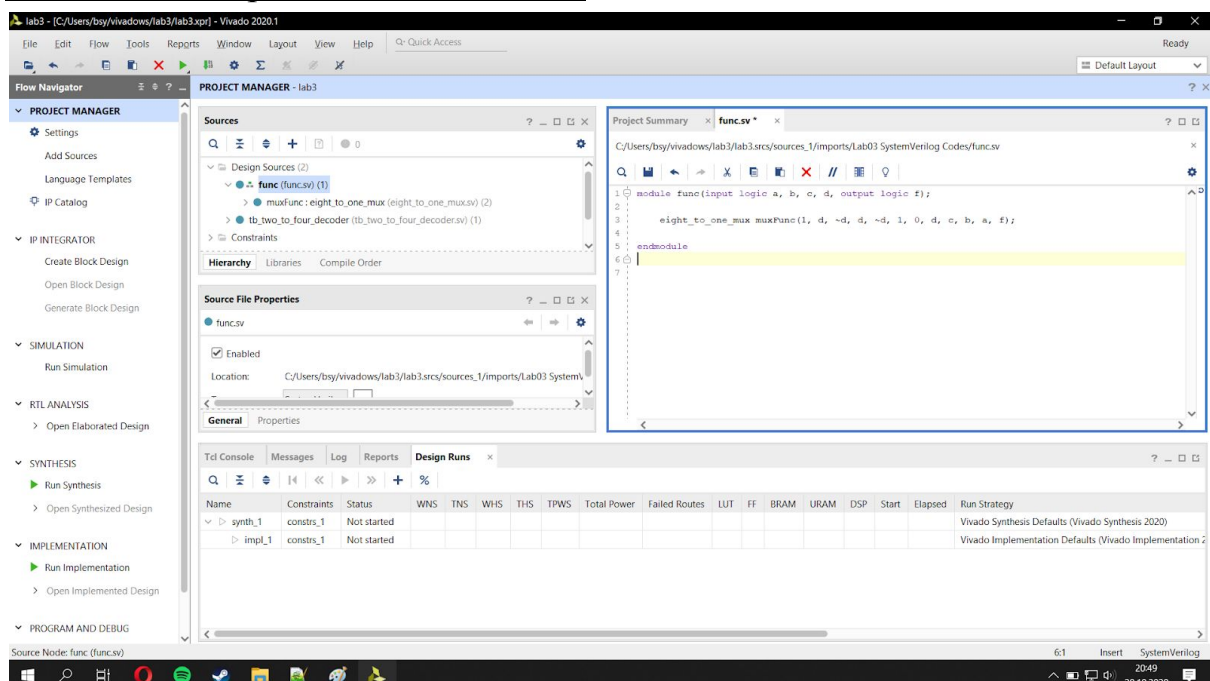 lab3 - [C:/Users/bsy/vivadows/lab3/lab3.xpr] - Vivado 2020.1
File Edit Flow Tools Reports Window Layout View Help Quick Access
Ready
Default Layout
Flow Navigator
PROJECT MANAGER - lab3
PROJECT MANAGER
Settings
Add Sources
Language Templates
IP Catalog
IP INTEGRATOR
Create Block Design
Open Block Design
Generate Block Design
SIMULATION
Run Simulation
RTL ANALYSIS
Open Elaborated Design
SYNTHESIS
Run Synthesis
Open Synthesized Design
IMPLEMENTATION
Run Implementation
Open Implemented Design
PROGRAM AND DEBUG
Sources
0
Design Sources (2)
func (func.sv) (1)
muxFunc : eight_to_one_mux (eight_to_one_mux.sv) (2)
tb_two_to_four_decoder (tb_two_to_four_decoder.sv) (1)
Constraints
Hierarchy Libraries Compile Order
Source File Properties
func.sv
Enabled
Location: C:/Users/bsy/vivadows/lab3/lab3.srcs/sources_1/imports/Lab03 SystemV
General Properties
Project Summary func.sv *
C:/Users/bsy/vivadows/lab3/lab3.srcs/sources_1/imports/Lab03 SystemVerilog Codes/func.sv
1 module func(input logic a, b, c, d, output logic f);
2
3 eight_to_one_mux muxFunc(1, d, ~d, d, ~d, 1, 0, d, c, b, a, f);
4
5 endmodule
6
7
Tcl Console Messages Log Reports Design Runs
Name Constraints Status WNS TNS WHS THS TPWS Total Power Failed Routes LUT FF BRAM URAM DSP Start Elapsed Run Strategy
synth_1 constrs_1 Not started Vivado Synthesis Defaults (Vivado Synthesis 2020)
impl_1 constrs_1 Not started Vivado Implementation Defaults (Vivado Implementation 2
Source Node: func (func.sv)
6:1 Insert SystemVerilog
20:49